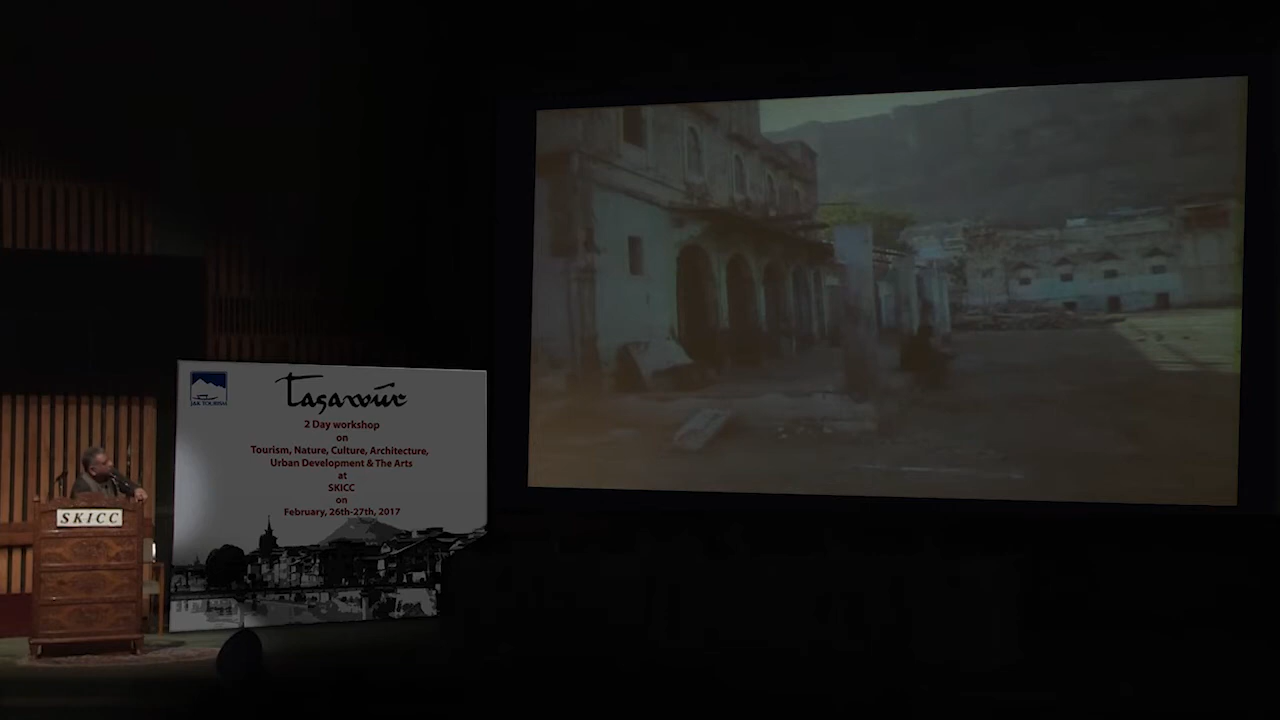 J&K TOURISM
Tasawūr
2 Day workshop
on
Tourism, Nature, Culture, Architecture,
Urban Development & The Arts
at
SKICC
on
February, 26th-27th, 2017
SKICC